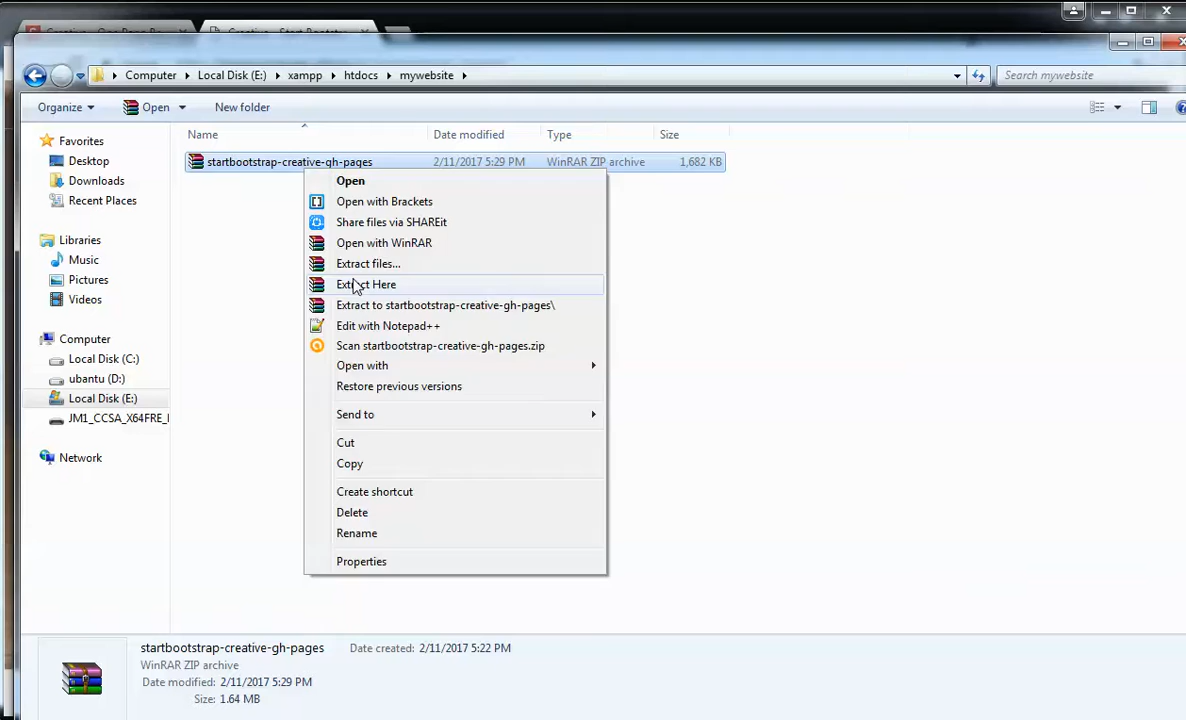 Computer Local Disk (E:) xampp htdocs mywebsite Search mywebsite
Organize Open New folder
Name Date modified Type Size
Favorites
Desktop
Downloads
Recent Places
Libraries
Music
Pictures
Videos
Computer
Local Disk (C:)
ubantu (D:)
Local Disk (E:)
JM1_CCSA_X64FRE_
Network
startbootstrap-creative-gh-pages 2/11/2017 5:29 PM WinRAR ZIP archive 1,682 KB
Open
Open with Brackets
Share files via SHAREit
Open with WinRAR
Extract files...
Extract Here
Extract to startbootstrap-creative-gh-pages\
Edit with Notepad++
Scan startbootstrap-creative-gh-pages.zip
Open with
Restore previous versions
Send to
Cut
Copy
Create shortcut
Delete
Rename
Properties
startbootstrap-creative-gh-pages Date created: 2/11/2017 5:22 PM
WinRAR ZIP archive
Date modified: 2/11/2017 5:29 PM
Size: 1.64 MB